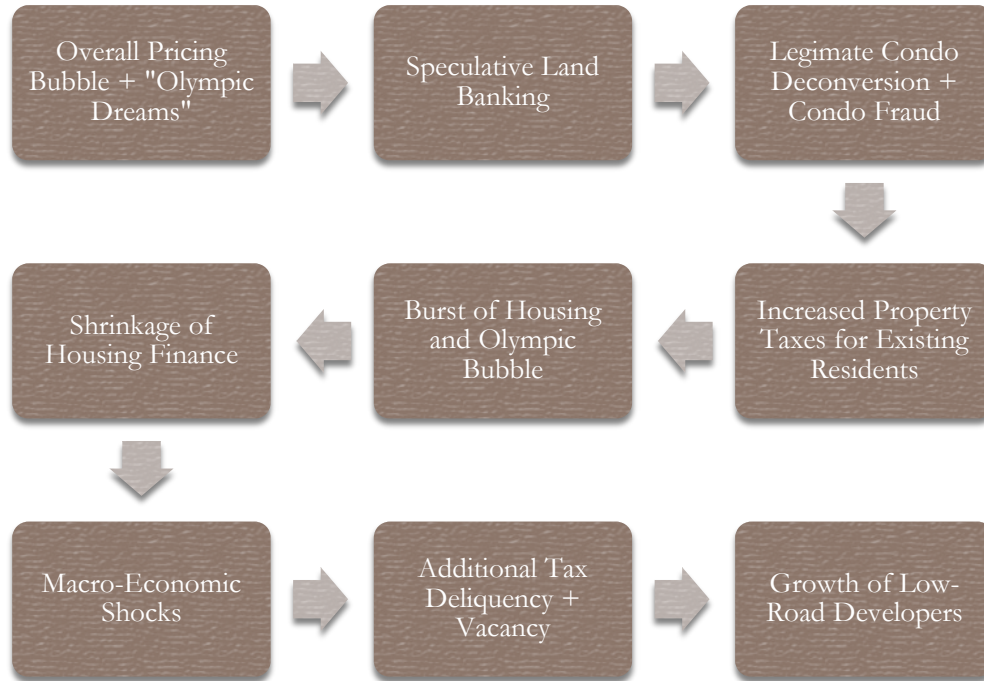 Overall Pricing
Bubble + "Olympic
Dreams"
Speculative Land
Banking
Legimate Condo
Deconversion +
Condo Fraud
Increased Property
Taxes for Existing
Residents
Burst of Housing
and Olympic
Bubble
Shrinkage of
Housing Finance
Macro-Economic
Shocks
Additional Tax
Deliquency +
Vacancy
Growth of Low-
Road Developers